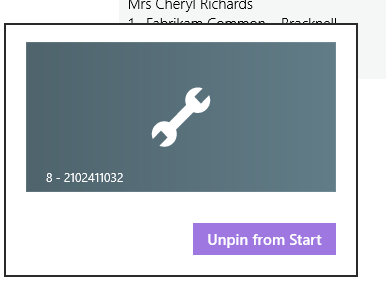 Mrs Cheryl Richards
1, Fabrikam Common, Bracknell
8 - 2102411032
Unpin from Start